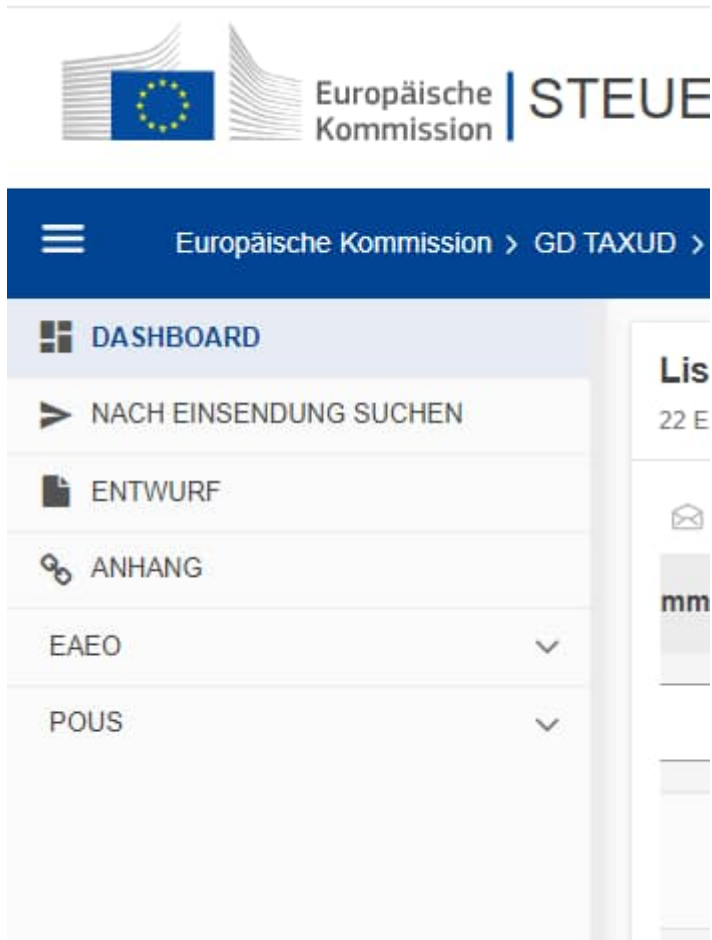 Europäische
Kommission
STEUE
Europäische Kommission > GD TAXUD >
DASHBOARD
NACH EINSENDUNG SUCHEN
ENTWURF
ANHANG
EAEO
POUS
Lis
22 E
mm